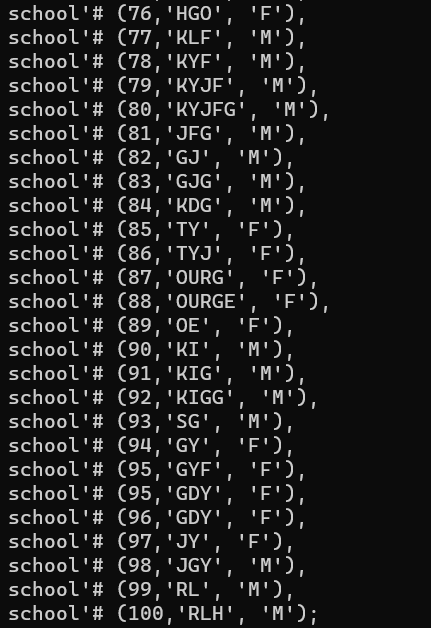 school'# (76,'HGO', 'F'),
school'# (77,'KLF', 'M'),
school'# (78,'KYF', 'M'),
school'# (79,'KYJF', 'M'),
school'# (80,'KYJFG', 'M'),
school'# (81,'JFG', 'M'),
school'# (82,'GJ', 'M'),
school'# (83,'GJG', 'M'),
school'# (84,'KDG', 'M'),
school'# (85,'TY', 'F'),
school'# (86,'TYJ', 'F'),
school'# (87,'OURG', 'F'),
school'# (88,'OURGE', 'F'),
school'# (89,'OE', 'F'),
school'# (90,'KI', 'M'),
school'# (91,'KIG', 'M'),
school'# (92,'KIGG', 'M'),
school'# (93,'SG', 'M'),
school'# (94,'GY', 'F'),
school'# (95,'GYF', 'F'),
school'# (95,'GDY', 'F'),
school'# (96,'GDY', 'F'),
school'# (97,'JY', 'F'),
school'# (98,'JGY', 'M'),
school'# (99,'RL', 'M'),
school'# (100,'RLH', 'M');